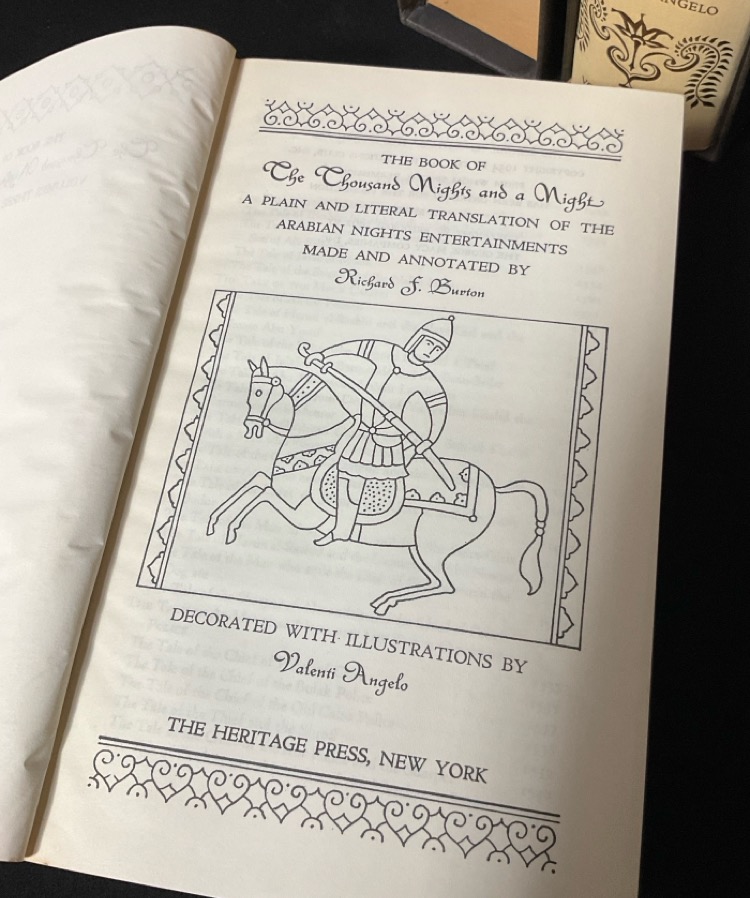 ANGELO
THE BOOK OF
The Thousand Nights and a Night
A PLAIN AND LITERAL TRANSLATION OF THE
ARABIAN NIGHTS ENTERTAINMENTS
MADE AND ANNOTATED BY
Richard F. Burton
DECORATED WITH ILLUSTRATIONS BY
Valenti Angelo
THE HERITAGE PRESS, NEW YORK